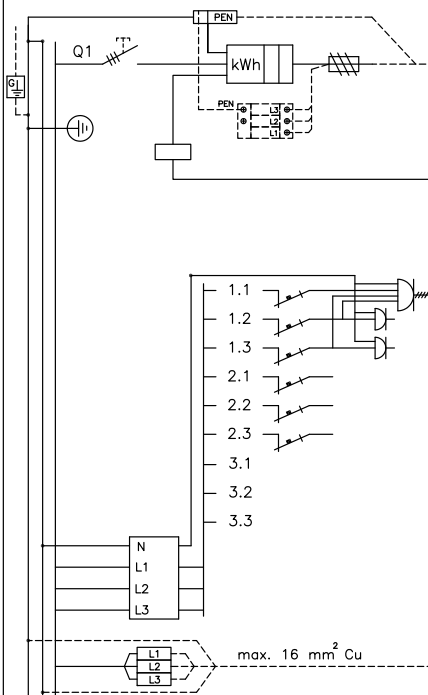 PEN
Q1
kWh
G
PEN
L3
L2
L1
1.1
1.2
1.3
2.1
2.2
2.3
3.1
3.2
3.3
N
L1
L2
L3
L1
L2
L3
max. 16 mm² Cu